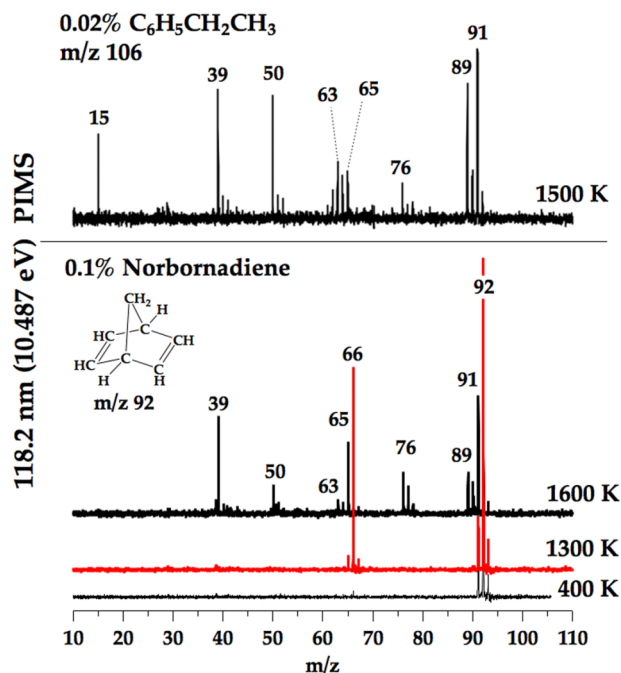 0.02% C₆H₅CH₂CH₃
m/z 106
91
89
39
50
63
65
15
76
1500 K
118.2 nm (10.487 eV) PIMS
0.1% Norbornadiene
CH₂
H
HC
C
CH
HC
C
C
H
H
m/z 92
92
66
91
39
65
76
89
50
63
1600 K
1300 K
400 K
10 20 30 40 50 60 70 80 90 100 110
m/z